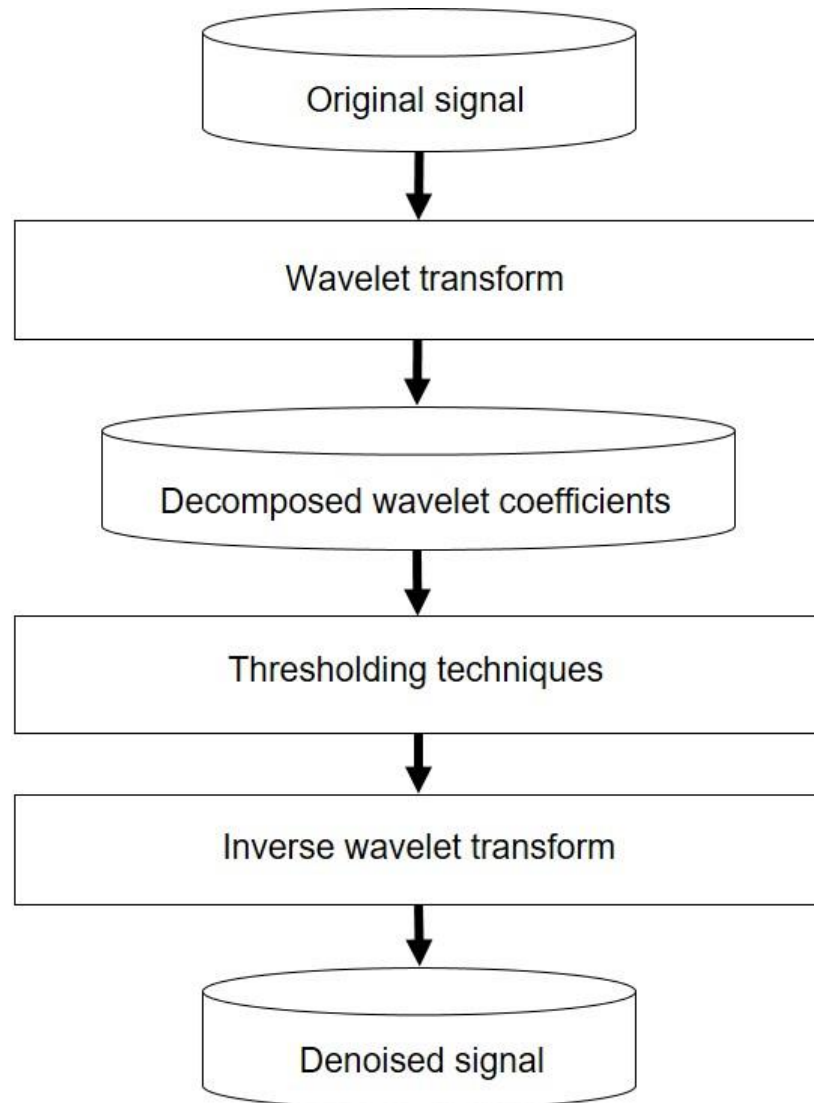 Original signal
Wavelet transform
Decomposed wavelet coefficients
Thresholding techniques
Inverse wavelet transform
Denoised signal